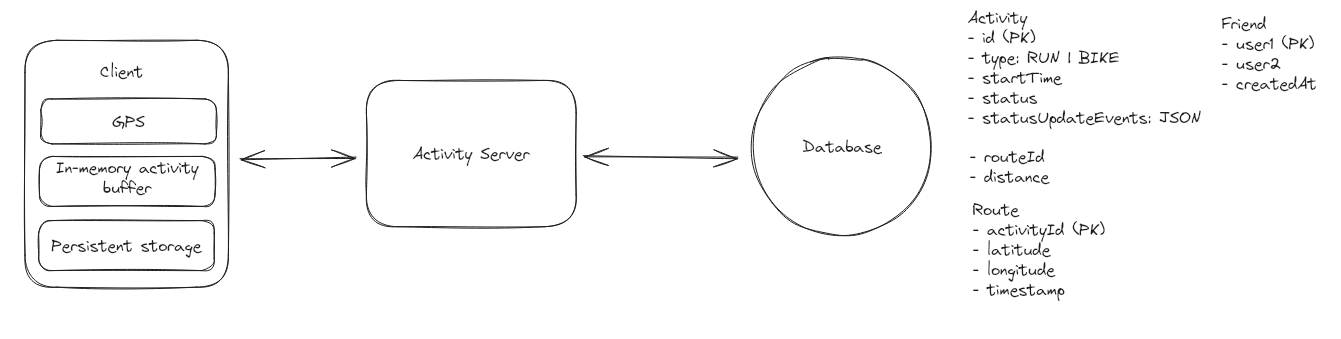 Client
GPS
In-memory activity
buffer
Persistent storage
Activity Server
Database
Activity
- id (PK)
- type: RUN | BIKE
- startTime
- status
- statusUpdateEvents: JSON
- routeId
- distance
Route
- activityId (PK)
- latitude
- longitude
- timestamp
Friend
- user1 (PK)
- user2
- createdAt